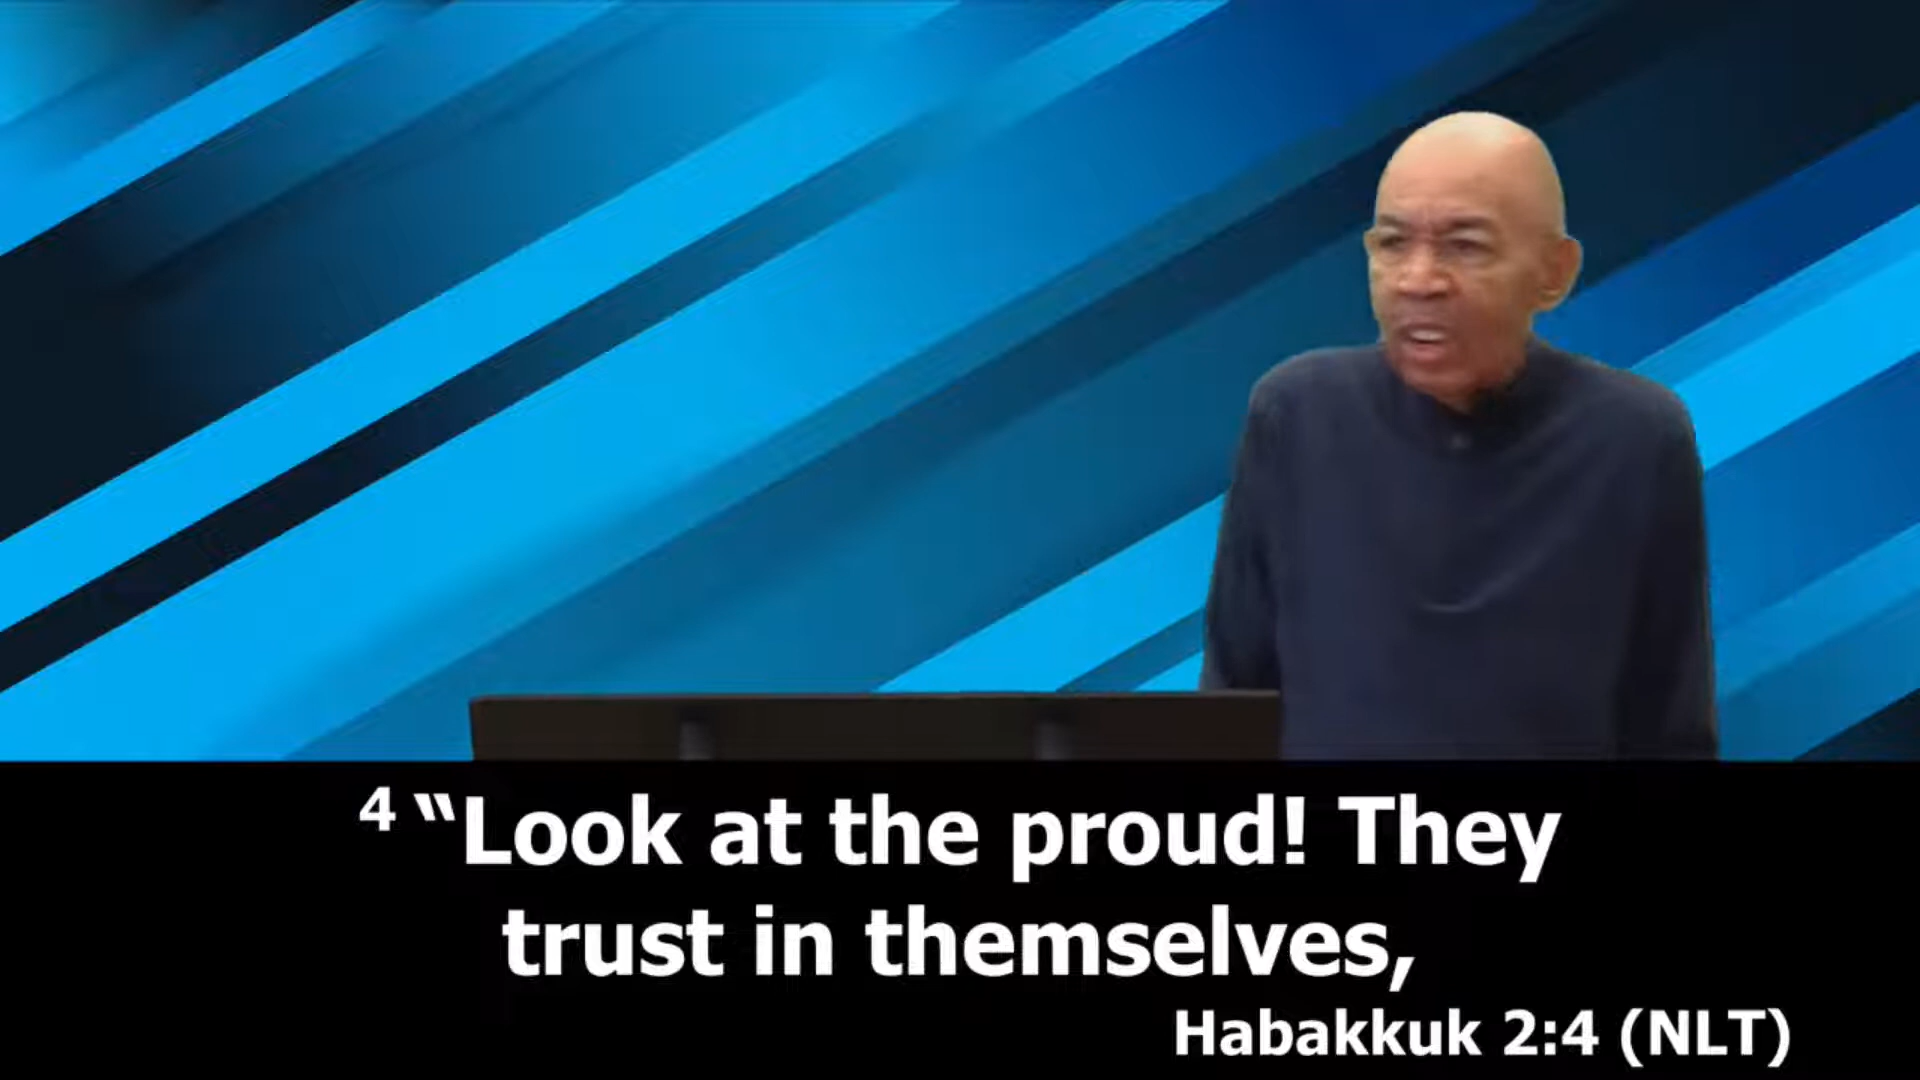 4 “Look at the proud! They
trust in themselves,
Habakkuk 2:4 (NLT)